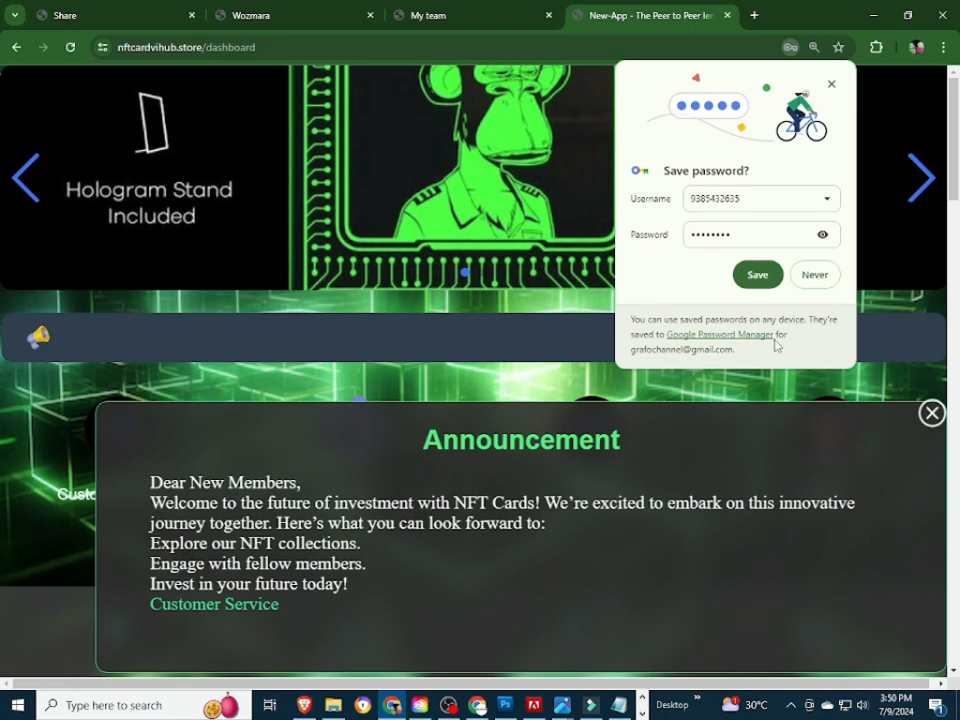 Share
Wozmara
My team
New-App - The Peer to Peer ler
nftcardvihub.store/dashboard
Hologram Stand
Included
Save password?
Username
9385432635
Password
Save
Never
You can use saved passwords on any device. They're
saved to Google Password Manager for
grafochannel@gmail.com.
Announcement
Custo
Dear New Members,
Welcome to the future of investment with NFT Cards! We're excited to embark on this innovative
journey together. Here's what you can look forward to:
Explore our NFT collections.
Engage with fellow members.
Invest in your future today!
Customer Service
Type here to search
Desktop
30°C
3:50 PM
7/9/2024